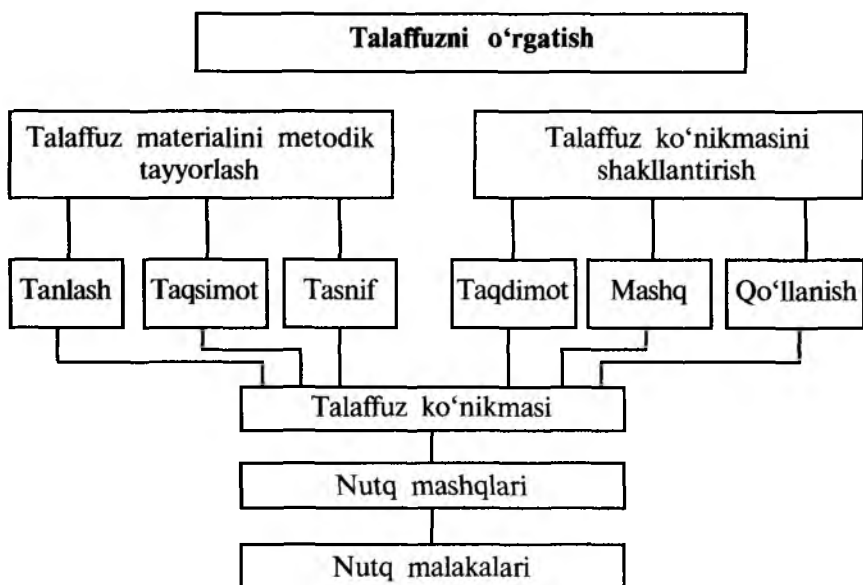 Talaffuzni o‘rgatish
Talaffuz materialini metodik
tayyorlash
Talaffuz ko‘nikmasini
shakllantirish
Tanlash
Taqsimot
Tasnif
Taqdimot
Mashq
Qo‘llanish
Talaffuz ko‘nikmasi
Nutq mashqlari
Nutq malakalari